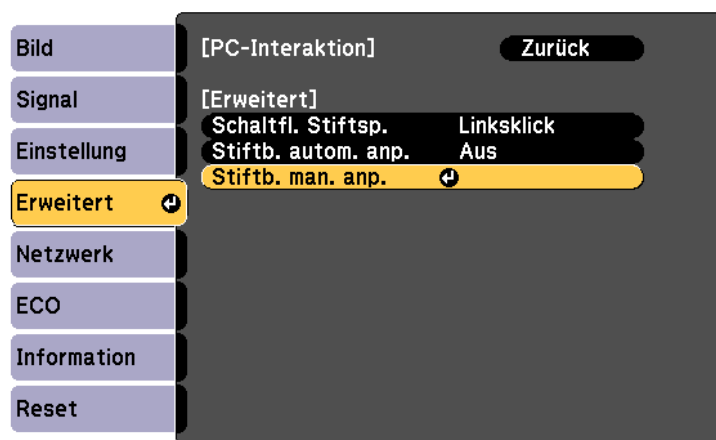 Bild
Signal
Einstellung
Erweitert
Netzwerk
ECO
Information
Reset
[PC-Interaktion] Zurück
[Erweitert]
Schaltfl. Stiftsp. Linksklick
Stiftb. autom. anp. Aus
Stiftb. man. anp.